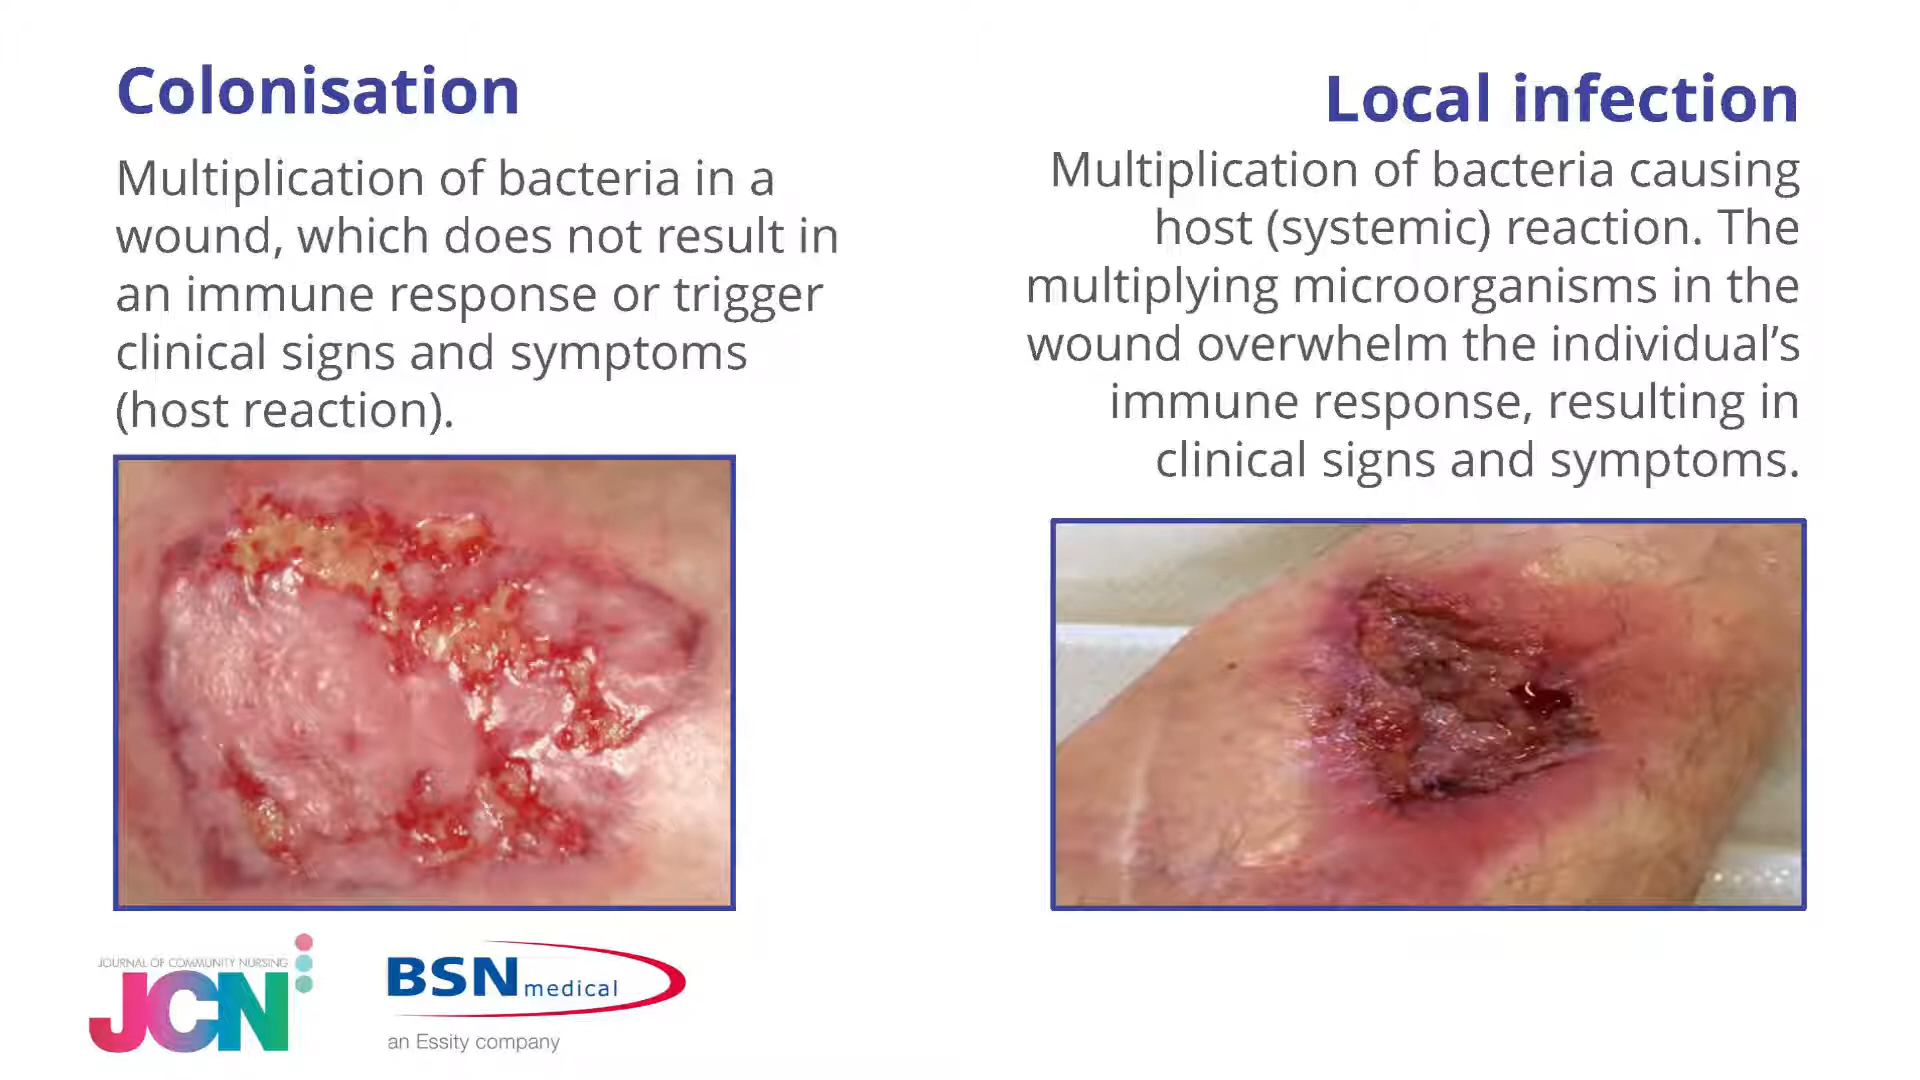 Colonisation
Multiplication of bacteria in a
wound, which does not result in
an immune response or trigger
clinical signs and symptoms
(host reaction).
Local infection
Multiplication of bacteria causing
host (systemic) reaction. The
multiplying microorganisms in the
wound overwhelm the individual’s
immune response, resulting in
clinical signs and symptoms.
JOURNAL OF COMMUNITY NURSING
JCN
BSN medical
an Essity company